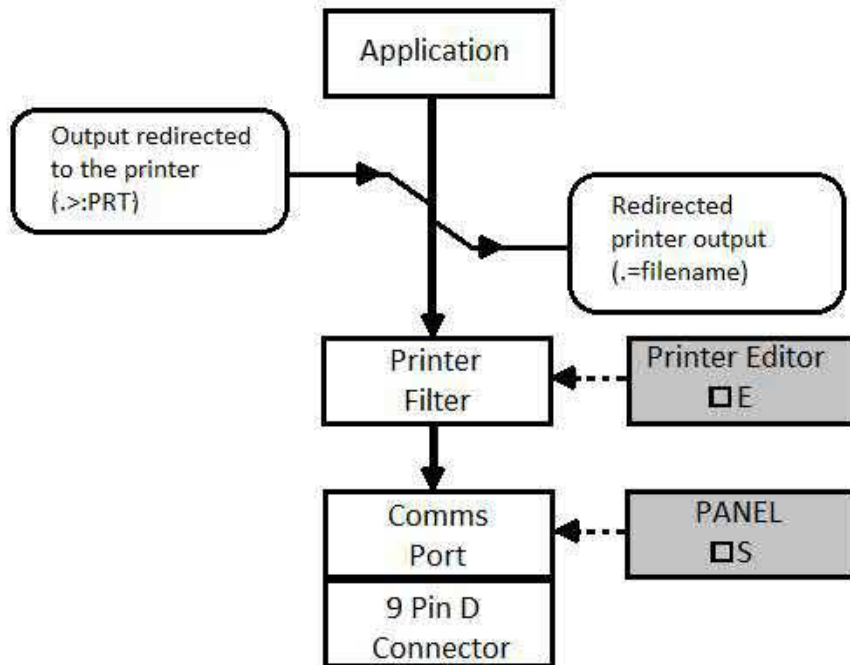 Application
Output redirected
to the printer
(.>:PRT)
Redirected
printer output
(.=filename)
Printer
Filter
Printer Editor
□E
Comms
Port
PANEL
□S
9 Pin D
Connector